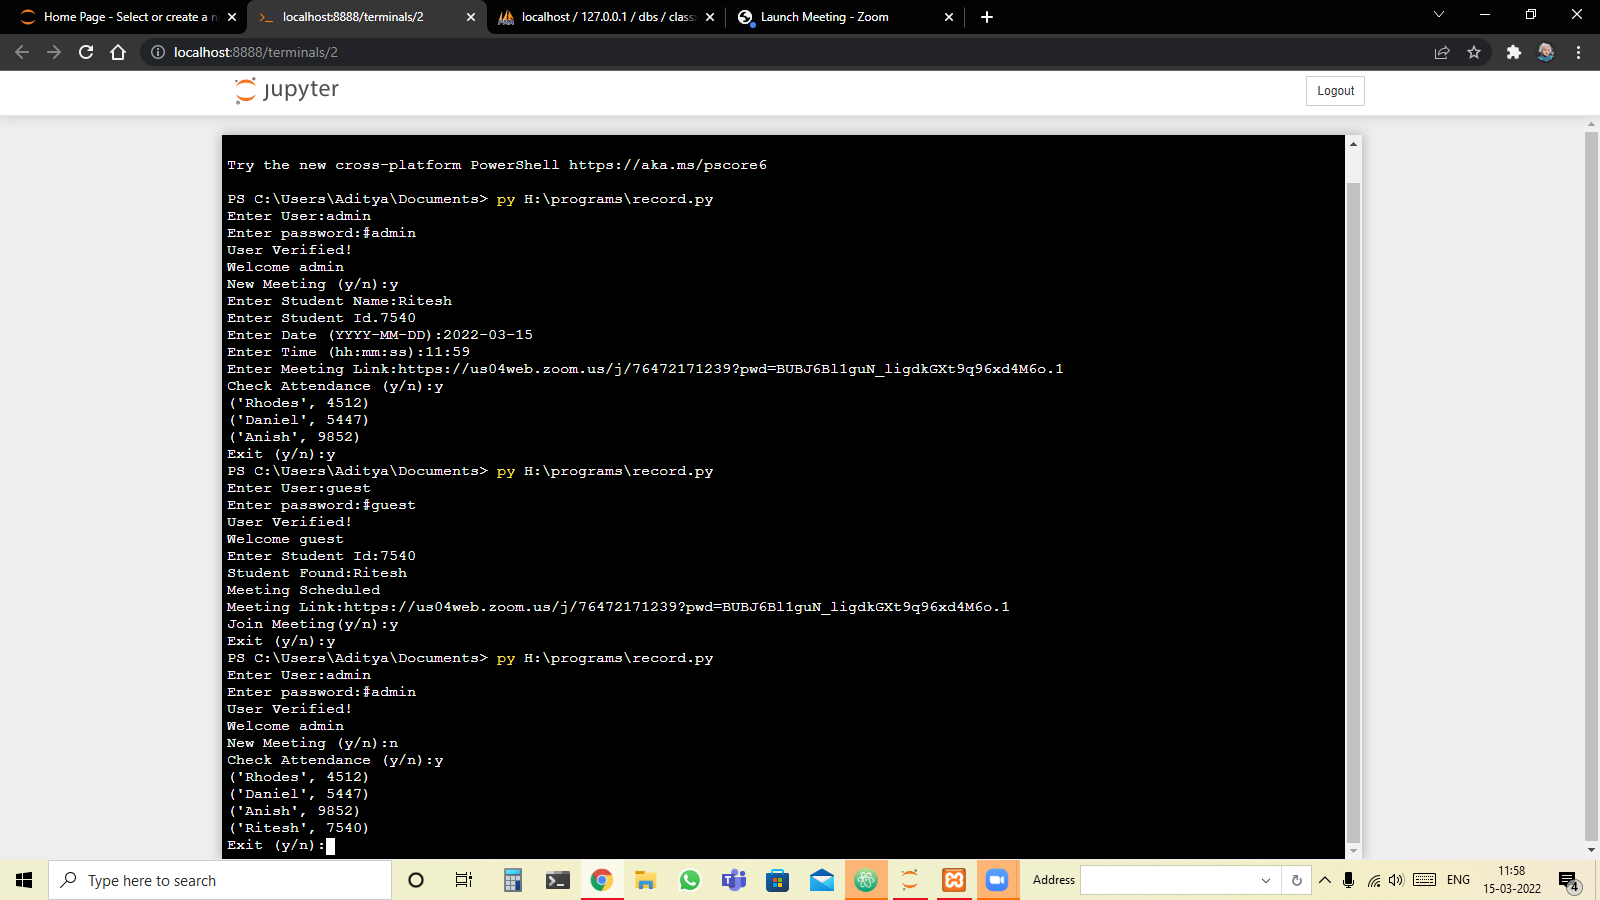 Home Page - Select or create a n
localhost:8888/terminals/2
localhost / 127.0.0.1 / dbs / class
Launch Meeting - Zoom
localhost:8888/terminals/2
jupyter
Logout
Try the new cross-platform PowerShell https://aka.ms/pscore6
PS C:\Users\Aditya\Documents> py H:\programs\record.py
Enter User:admin
Enter password:#admin
User Verified!
Welcome admin
New Meeting (y/n):y
Enter Student Name:Ritesh
Enter Student Id.7540
Enter Date (YYYY-MM-DD):2022-03-15
Enter Time (hh:mm:ss):11:59
Enter Meeting Link:https://us04web.zoom.us/j/76472171239?pwd=BUBJ6Bl1guN_ligdkGXt9q96xd4M6o.1
Check Attendance (y/n):y
('Rhodes', 4512)
('Daniel', 5447)
('Anish', 9852)
Exit (y/n):y
PS C:\Users\Aditya\Documents> py H:\programs\record.py
Enter User:guest
Enter password:#guest
User Verified!
Welcome guest
Enter Student Id:7540
Student Found:Ritesh
Meeting Scheduled
Meeting Link:https://us04web.zoom.us/j/76472171239?pwd=BUBJ6Bl1guN_ligdkGXt9q96xd4M6o.1
Join Meeting(y/n):y
Exit (y/n):y
PS C:\Users\Aditya\Documents> py H:\programs\record.py
Enter User:admin
Enter password:#admin
User Verified!
Welcome admin
New Meeting (y/n):n
Check Attendance (y/n):y
('Rhodes', 4512)
('Daniel', 5447)
('Anish', 9852)
('Ritesh', 7540)
Exit (y/n):
Type here to search
Address
ENG
11:58
15-03-2022
4